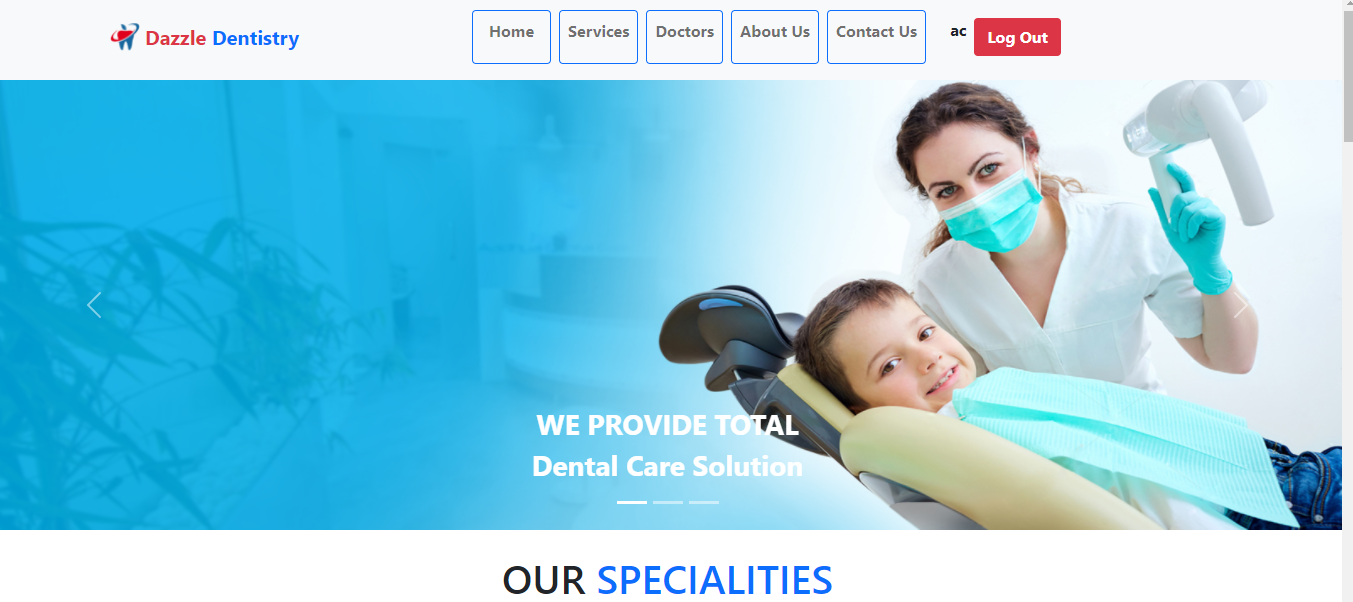 Dazzle Dentistry
Home
Services
Doctors
About Us
Contact Us
ac
Log Out
WE PROVIDE TOTAL
Dental Care Solution
OUR SPECIALITIES